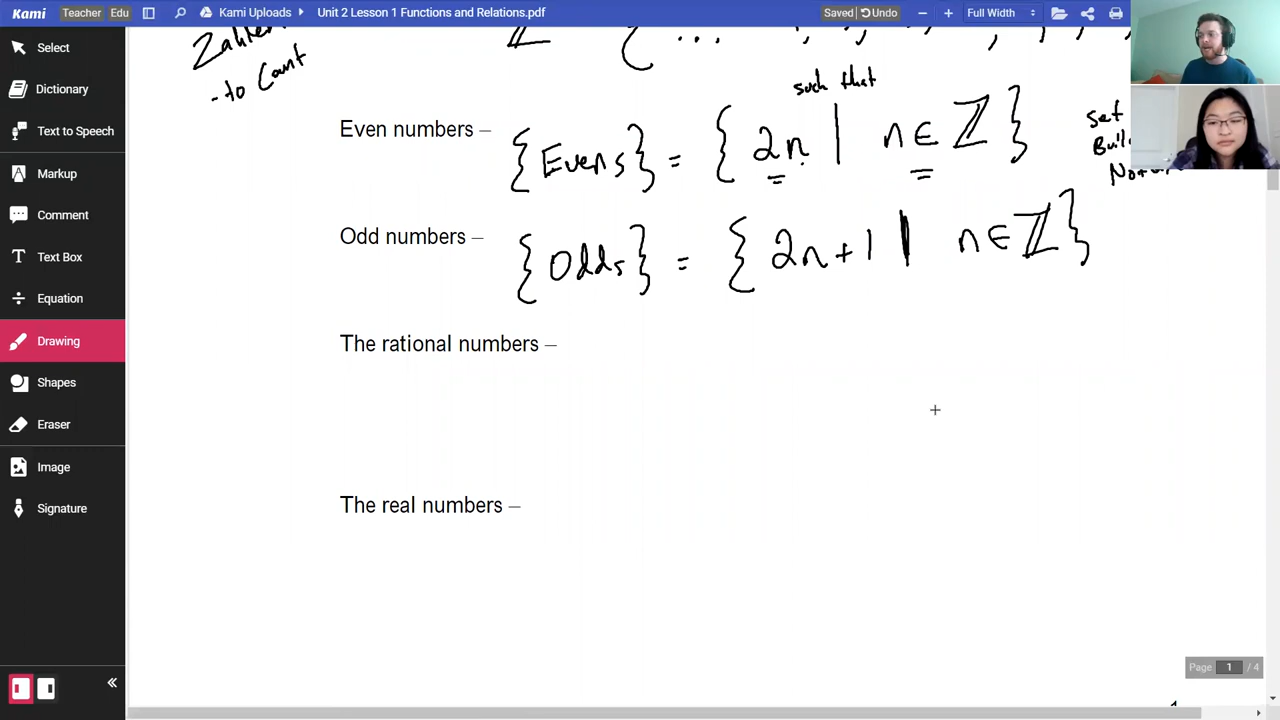 Kami Teacher Edu Kami Uploads Unit 2 Lesson 1 Functions and Relations.pdf Saved Undo Full Width
Select
Dictionary
Text to Speech
Markup
Comment
Text Box
Equation
Drawing
Shapes
Eraser
Image
Signature
- to Count
such that
Even numbers – {Evens} = {2n | n ∈ ℤ}
set
Odd numbers – {Odds} = {2n+1 | n ∈ ℤ}
The rational numbers –
The real numbers –
Page 1 / 4